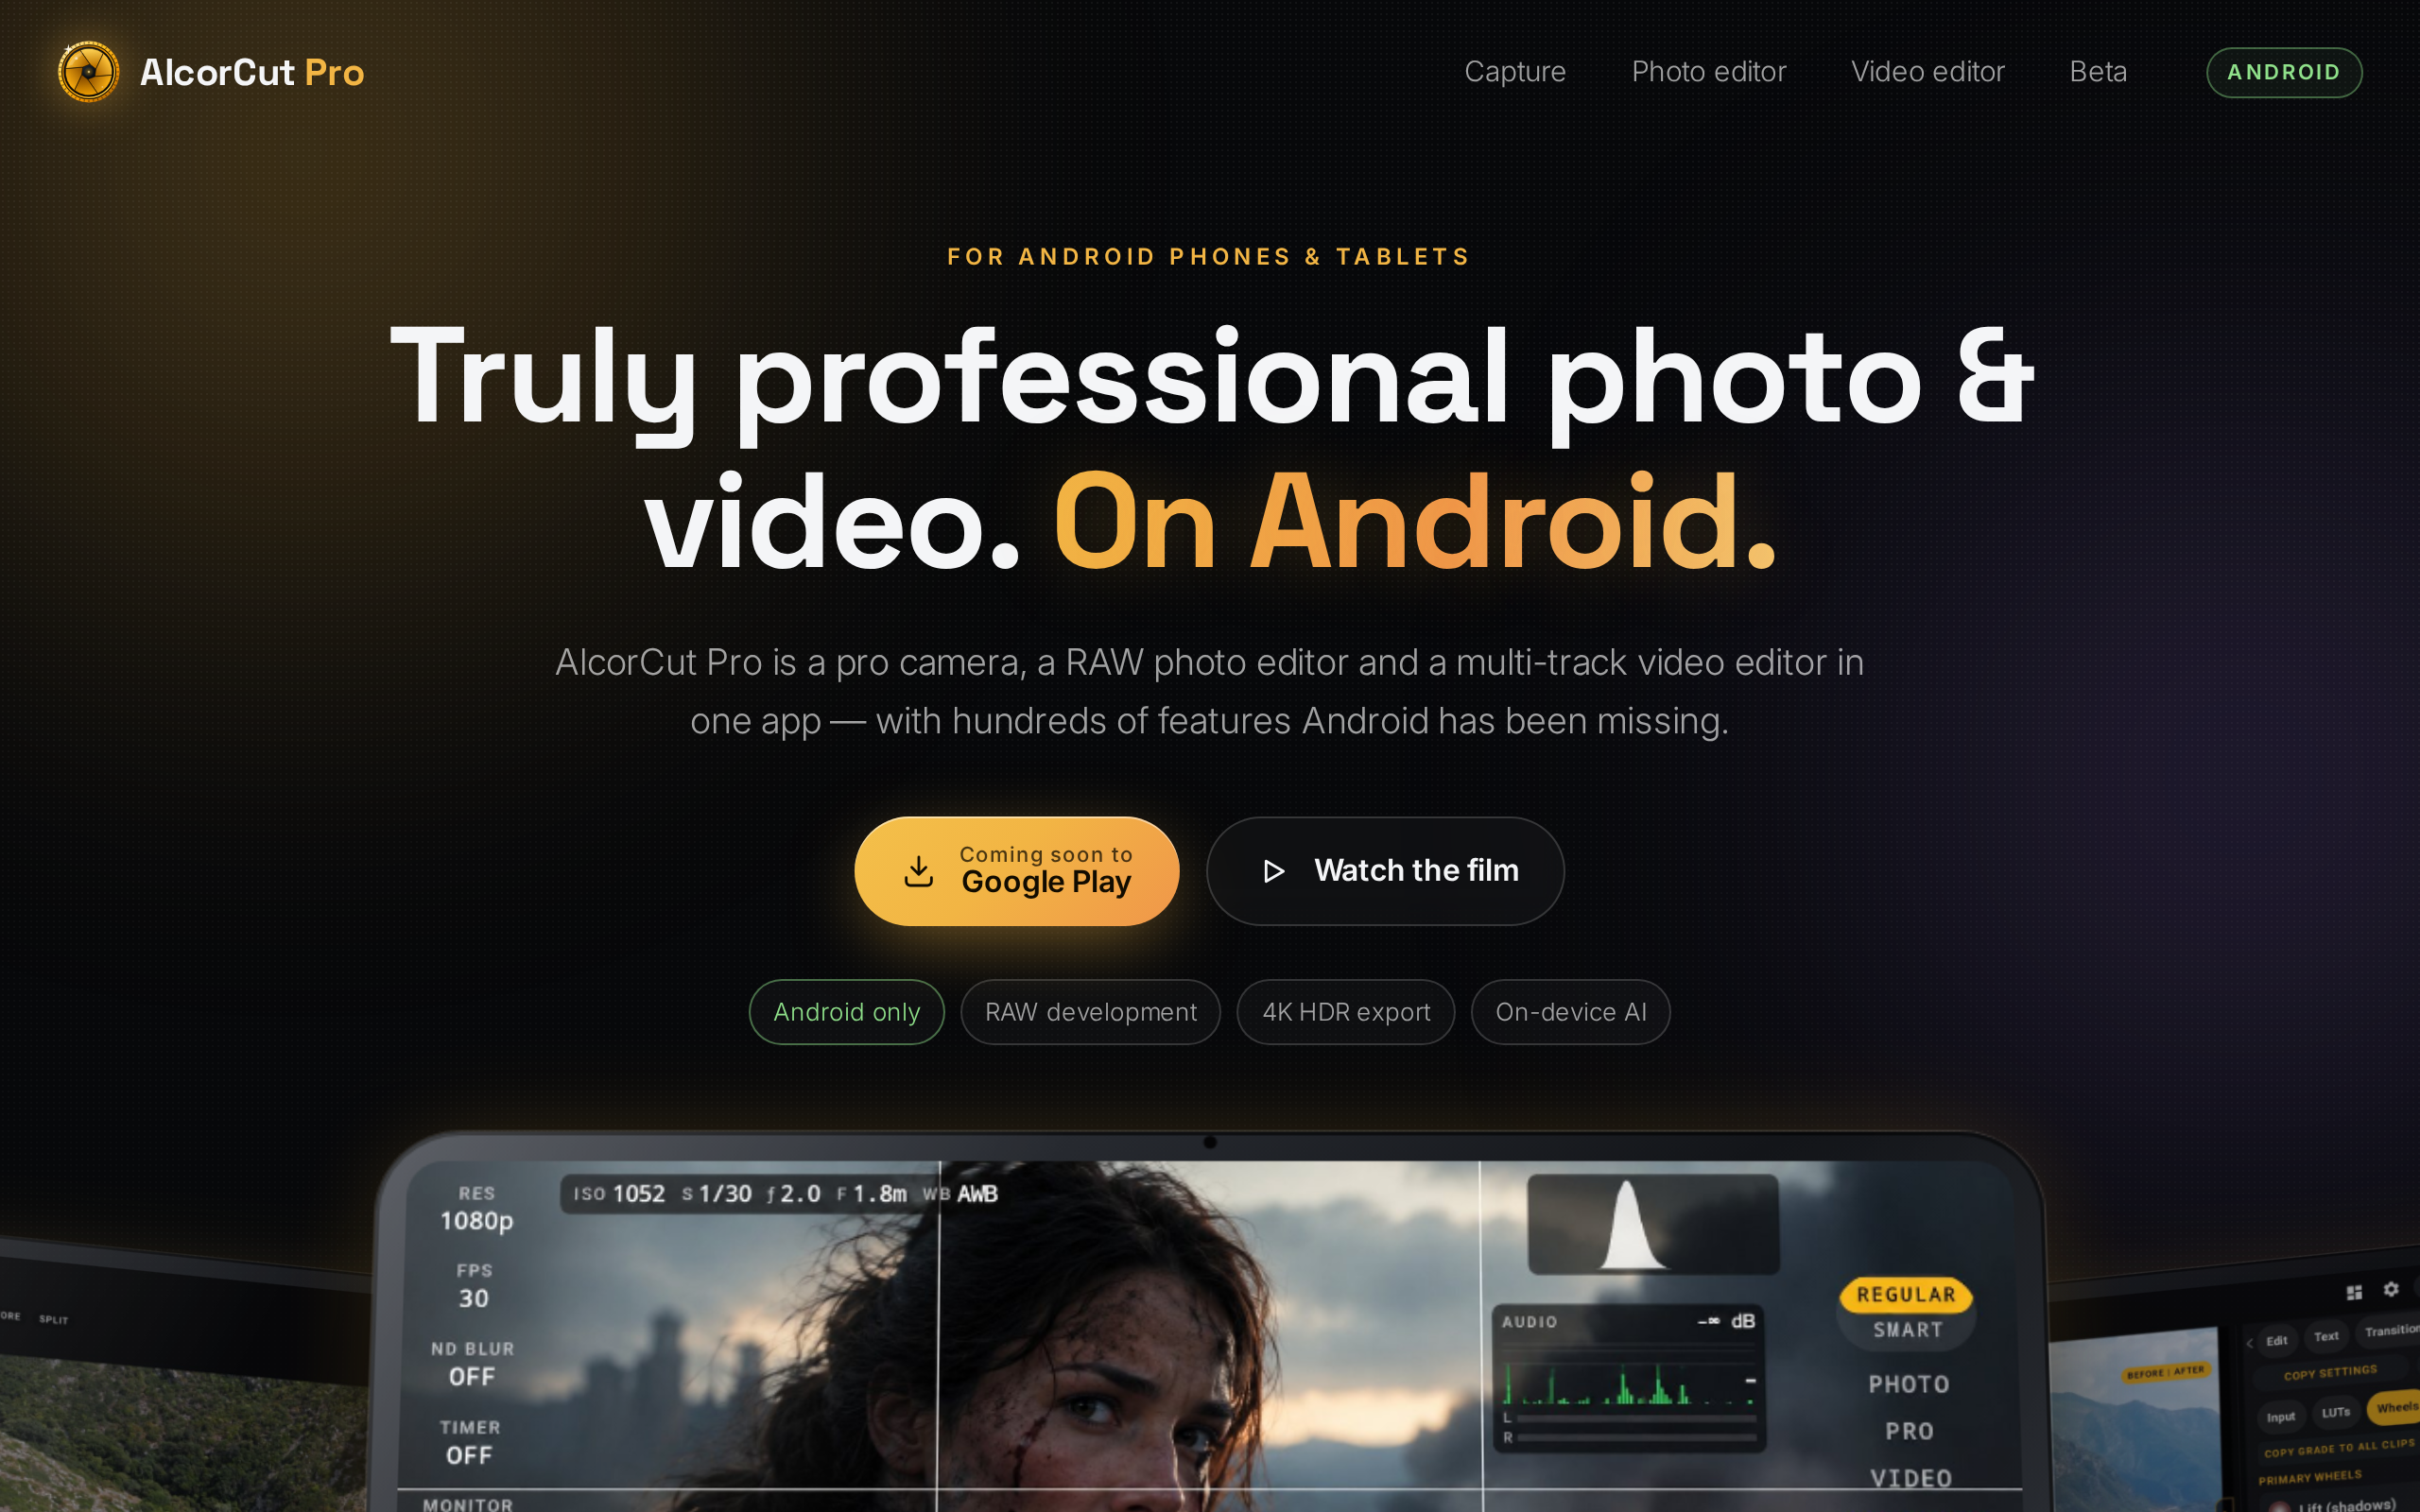 AlcorCut Pro
Capture
Photo editor
Video editor
Beta
ANDROID
FOR ANDROID PHONES & TABLETS
Truly professional photo &
video. On Android.
AlcorCut Pro is a pro camera, a RAW photo editor and a multi-track video editor in
one app — with hundreds of features Android has been missing.
Coming soon to
Google Play
Watch the film
Android only
RAW development
4K HDR export
On-device AI
RES
1080p
ISO 1052 S 1/30 ƒ 2.0 F 1.8m WB AWB
FPS
30
ND BLUR
OFF
TIMER
OFF
MONITOR
AUDIO
-∞ dB
L
R
REGULAR
SMART
PHOTO
PRO
VIDEO
SPLIT
BEFORE | AFTER
Edit
Text
COPY SETTINGS
Input
LUTs
Wheels
COPY GRADE TO ALL CLIPS
PRIMARY WHEELS
Lift (shadows)